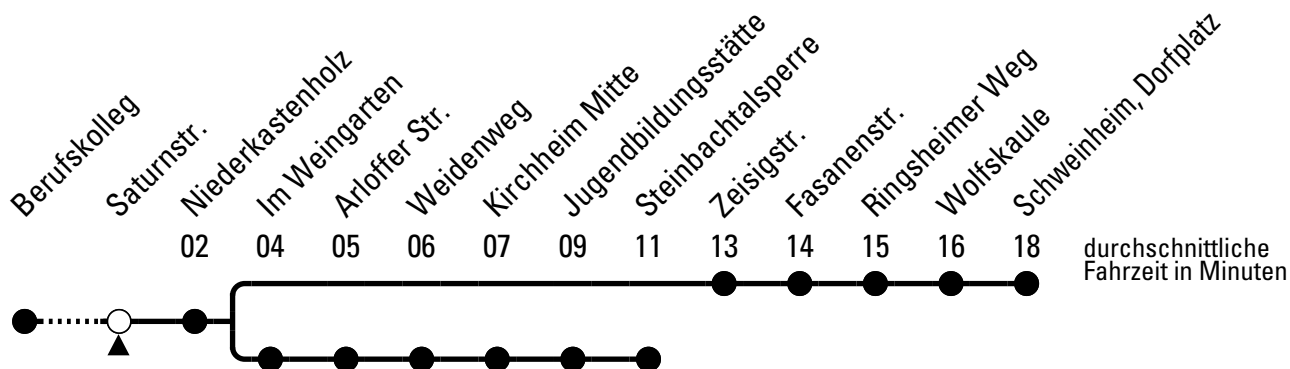 Berufskolleg
Saturnstr.
Niederkastenholz
Im Weingarten
Arloffer Str.
Weidenweg
Kirchheim Mitte
Jugendbildungsstätte
Steinbachtalsperre
Zeisigstr.
Fasanenstr.
Ringsheimer Weg
Wolfskaule
Schweinheim, Dorfplatz
02 04 05 06 07 09 11 13 14 15 16 18 durchschnittliche
Fahrzeit in Minuten